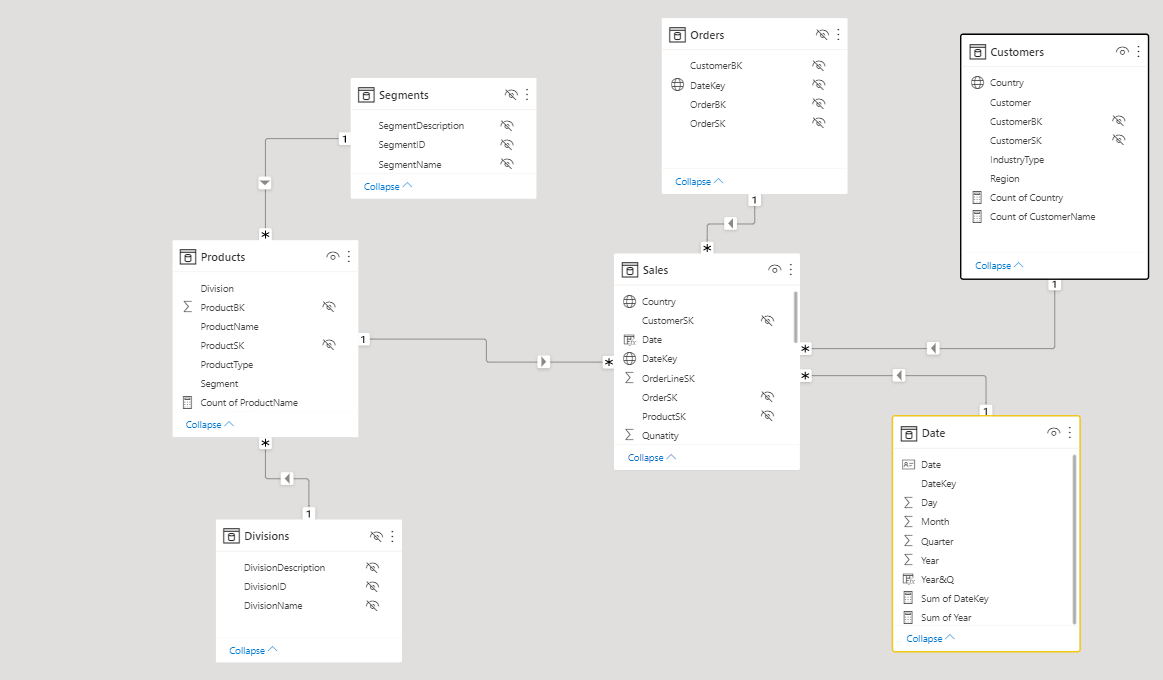 Orders
CustomerBK
DateKey
OrderBK
OrderSK
Collapse
1
*
Customers
Country
Customer
CustomerBK
CustomerSK
IndustryType
Region
Count of Country
Count of CustomerName
Collapse
1
*
Segments
SegmentDescription
SegmentID
SegmentName
Collapse
1
*
Products
Division
ProductBK
ProductName
ProductSK
ProductType
Segment
Count of ProductName
Collapse
1
*
*
Sales
Country
CustomerSK
Date
DateKey
OrderLineSK
OrderSK
ProductSK
Qunatity
Collapse
*
1
Date
Date
DateKey
Day
Month
Quarter
Year
Year&Q
Sum of DateKey
Sum of Year
Collapse
1
Divisions
DivisionDescription
DivisionID
DivisionName
Collapse